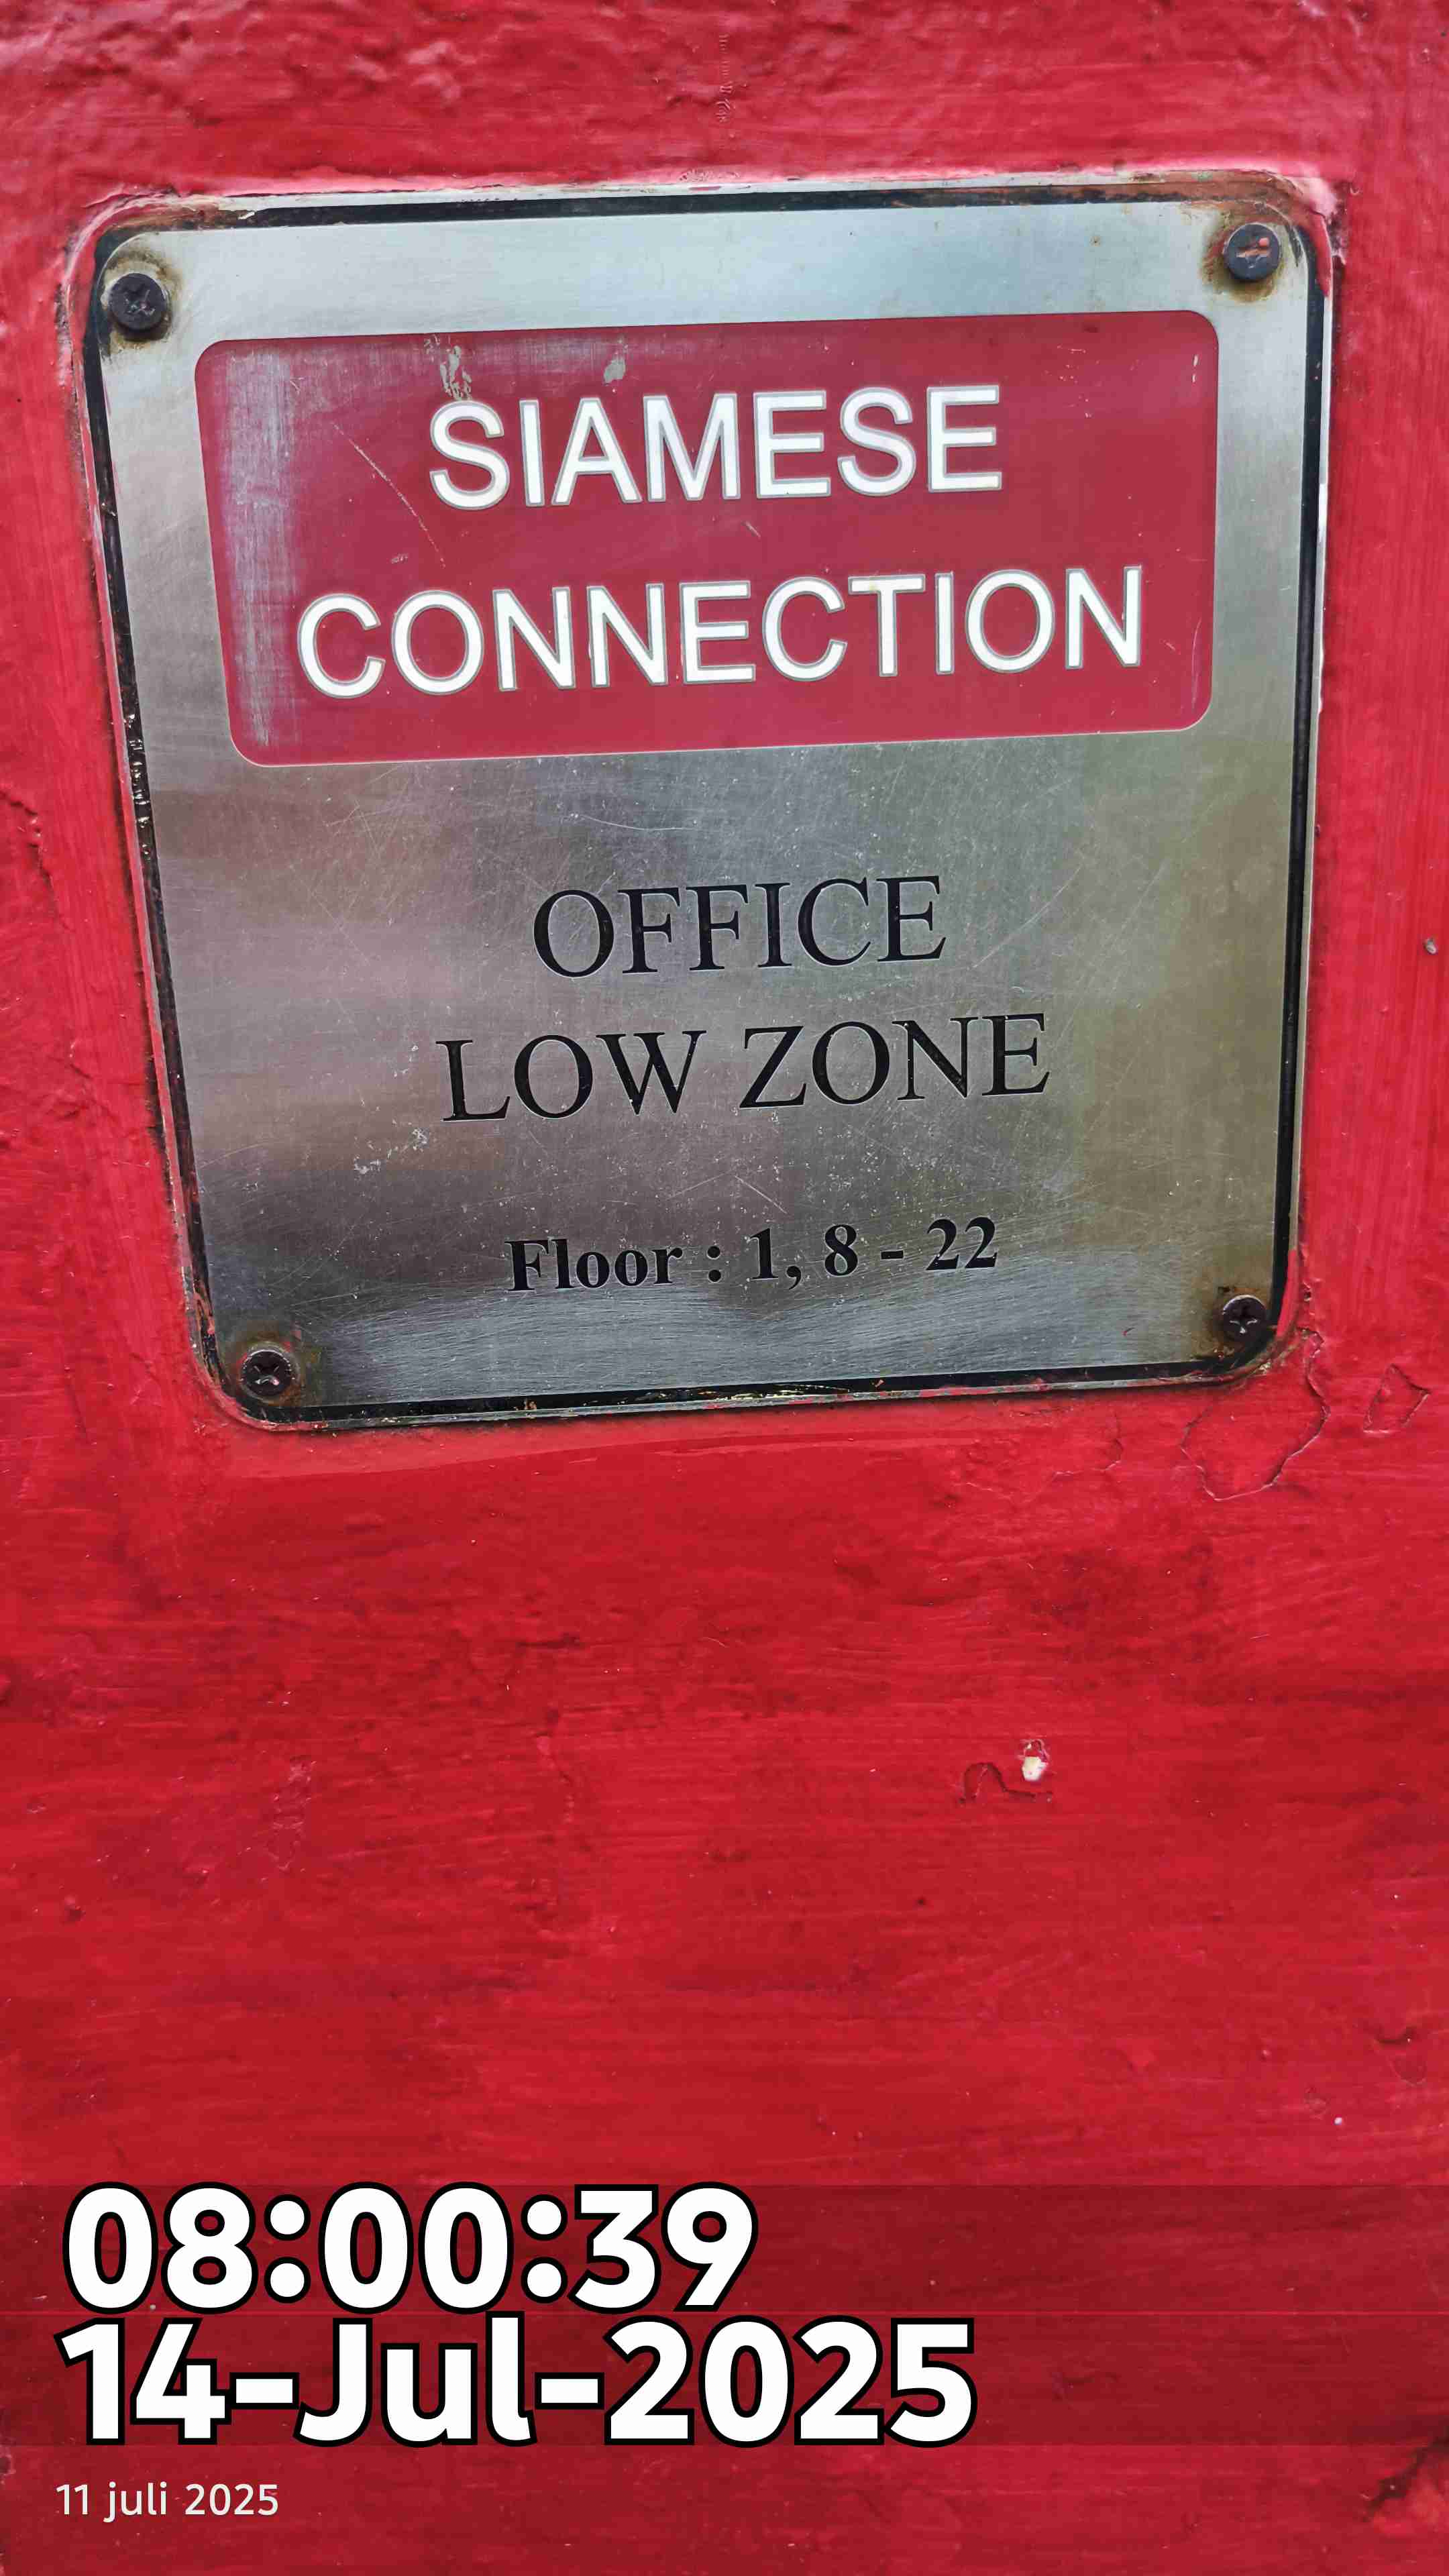 SIAMESE
CONNECTION
OFFICE
LOW ZONE
Floor : 1, 8 - 22
08:00:39
14-Jul-2025
11 juli 2025